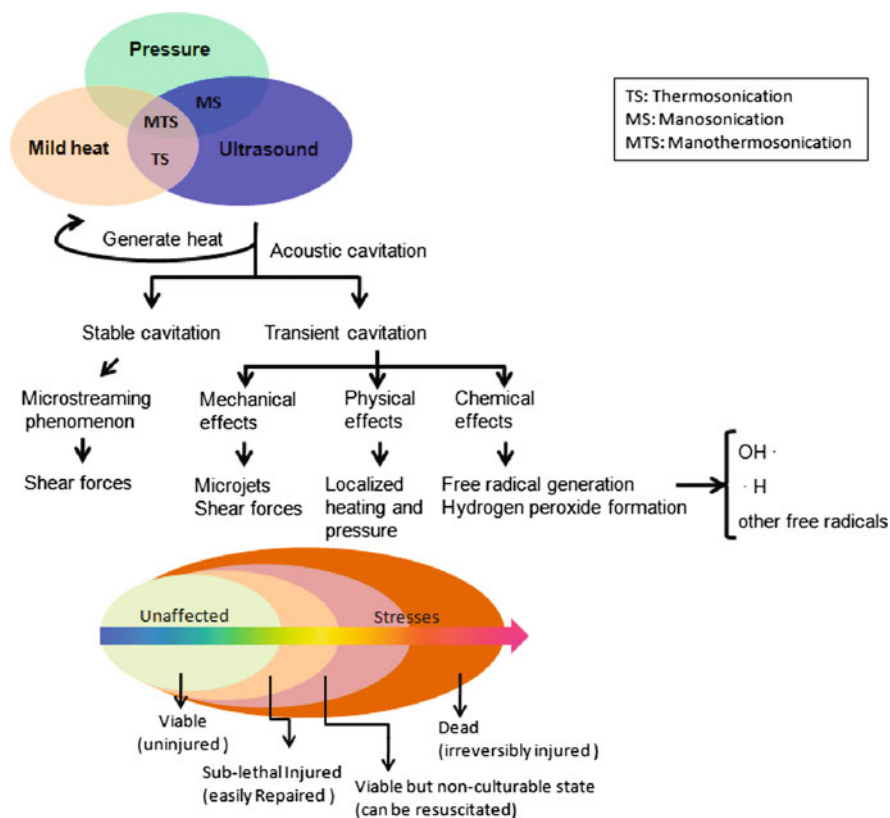 Pressure
MS
MTS
Mild heat
Ultrasound
TS
TS: Thermosonication
MS: Manosonication
MTS: Manothermosonication
Generate heat
Acoustic cavitation
Stable cavitation
Transient cavitation
Microstreaming
phenomenon
Mechanical
effects
Physical
effects
Chemical
effects
Shear forces
Microjets
Shear forces
Localized
heating and
pressure
Free radical generation
Hydrogen peroxide formation
OH ·
· H
other free radicals
Unaffected
Stresses
Viable
(uninjured )
Sub-lethal Injured
(easily Repaired )
Viable but non-culturable state
(can be resuscitated)
Dead
(irreversibly injured )